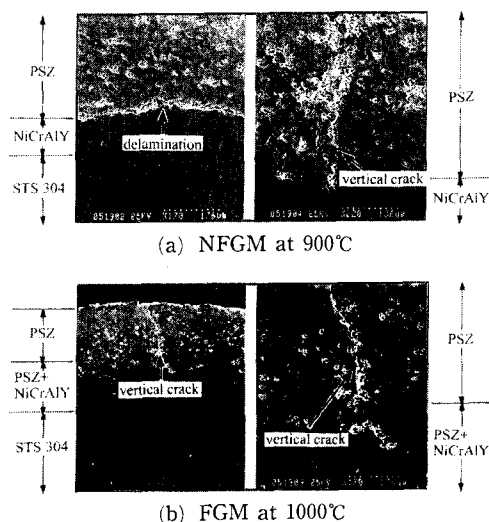 PSZ
NiCrAlY
STS 304
delamination
vertical crack
PSZ
NiCrAlY
(a) NFGM at 900℃
PSZ
PSZ+
NiCrAlY
STS 304
vertical crack
vertical crack
PSZ
PSZ+
NiCrAlY
(b) FGM at 1000℃